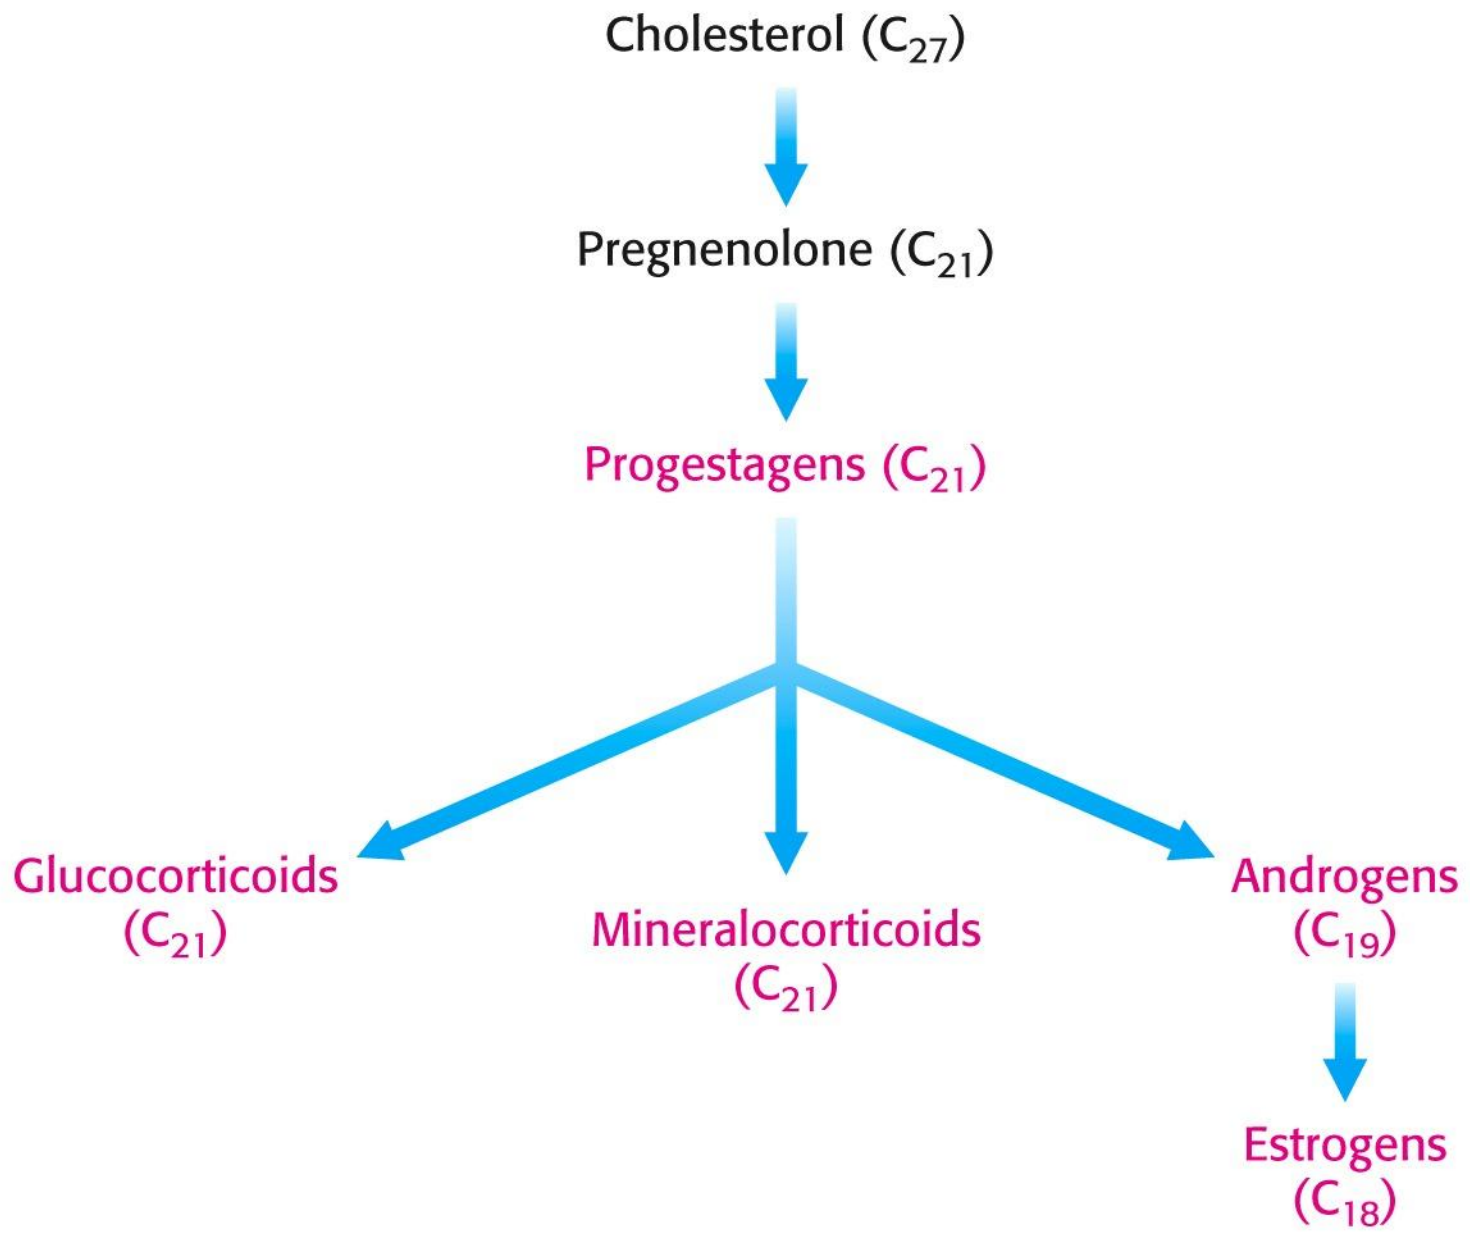 Cholesterol (C₂₇)
Pregnenolone (C₂₁)
Progestagens (C₂₁)
Glucocorticoids
(C₂₁)
Mineralocorticoids
(C₂₁)
Androgens
(C₁₉)
Estrogens
(C₁₈)